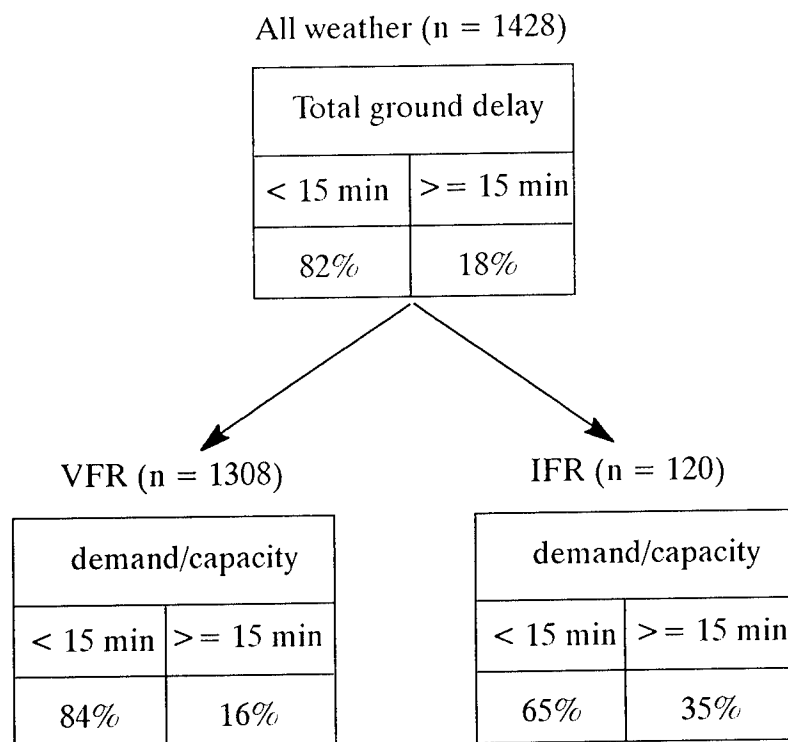 All weather (n = 1428)
Total ground delay
< 15 min >= 15 min
82% 18%
VFR (n = 1308)
demand/capacity
< 15 min >= 15 min
84% 16%
IFR (n = 120)
demand/capacity
< 15 min >= 15 min
65% 35%